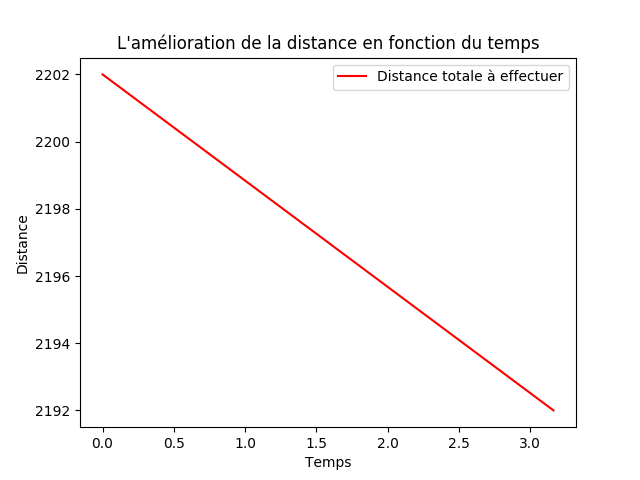 L'amélioration de la distance en fonction du temps
Distance totale à effectuer
2202
2200
2198
2196
2194
2192
Distance
0.0 0.5 1.0 1.5 2.0 2.5 3.0
Temps